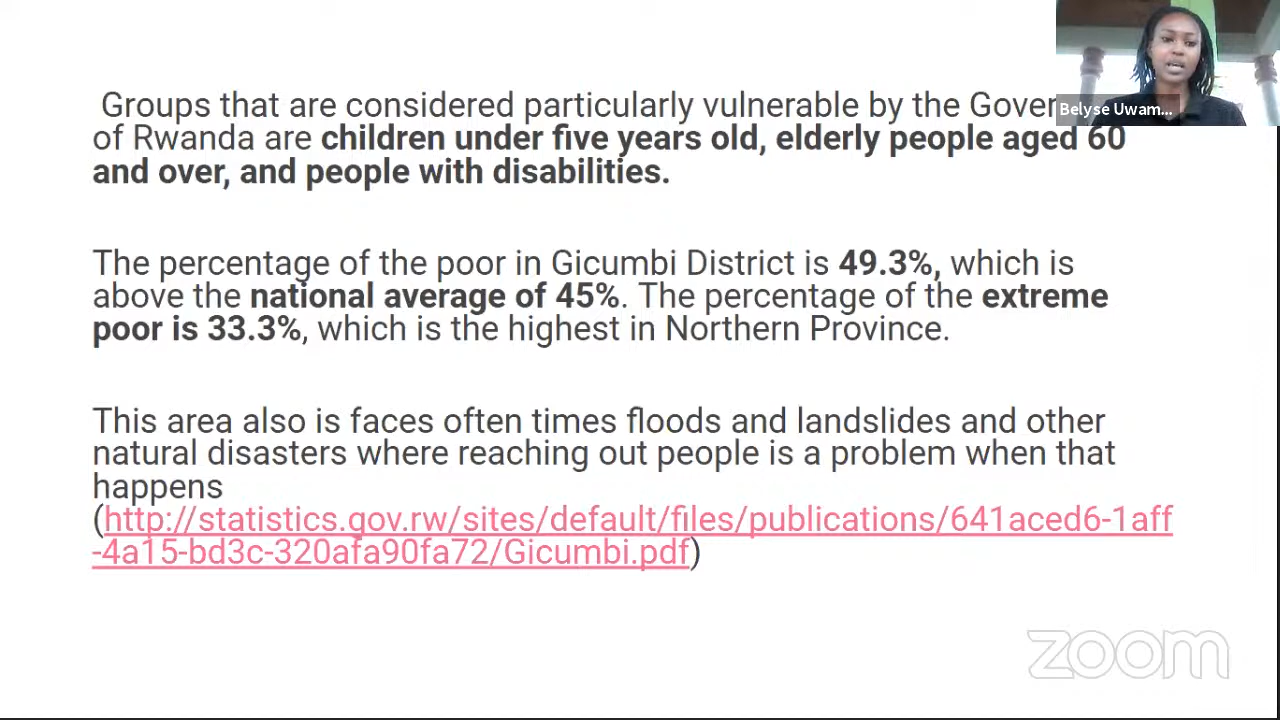 Groups that are considered particularly vulnerable by the Gover
of Rwanda are children under five years old, elderly people aged 60
and over, and people with disabilities.
The percentage of the poor in Gicumbi District is 49.3%, which is
above the national average of 45%. The percentage of the extreme
poor is 33.3%, which is the highest in Northern Province.
This area also is faces often times floods and landslides and other
natural disasters where reaching out people is a problem when that
happens
(http://statistics.gov.rw/sites/default/files/publications/641aced6-1aff
-4a15-bd3c-320afa90fa72/Gicumbi.pdf)
Belyse Uwam...
zoom